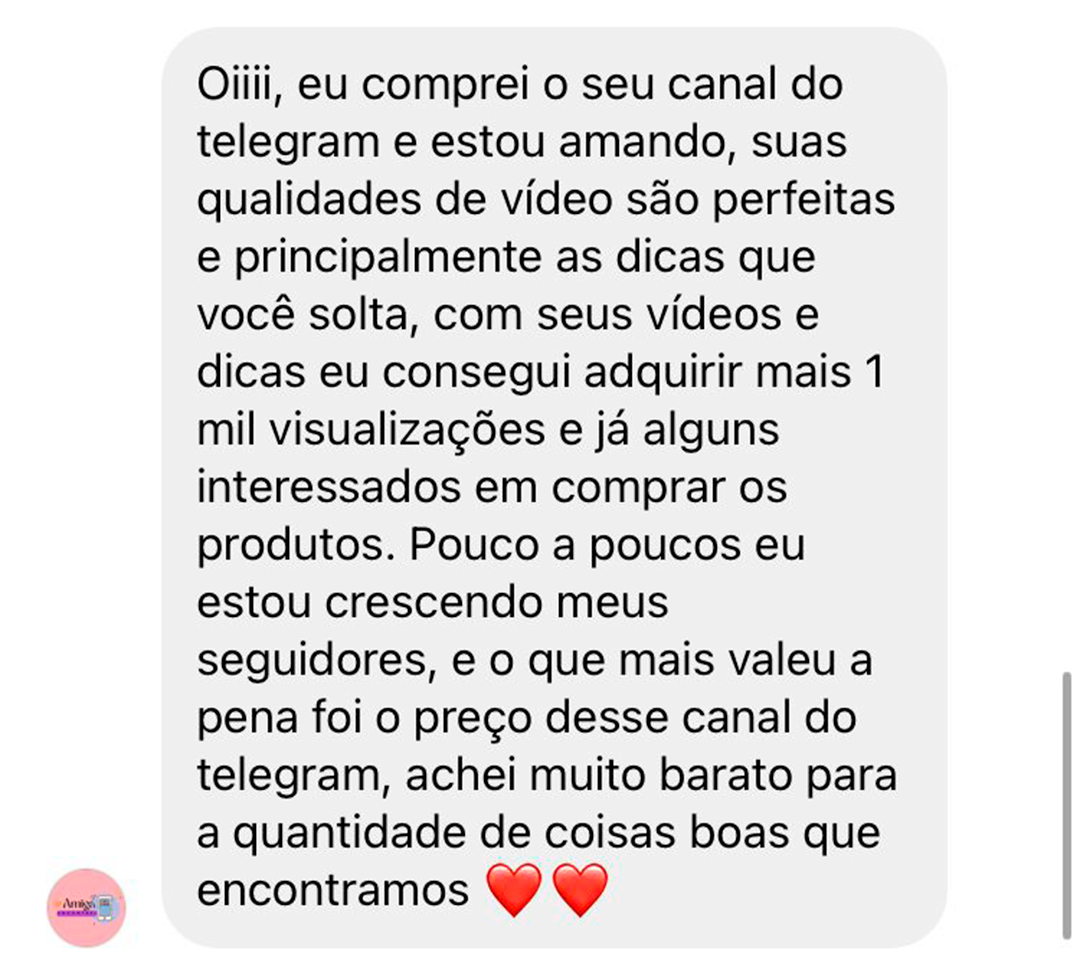 Oiiii, eu comprei o seu canal do
telegram e estou amando, suas
qualidades de vídeo são perfeitas
e principalmente as dicas que
você solta, com seus vídeos e
dicas eu consegui adquirir mais 1
mil visualizações e já alguns
interessados em comprar os
produtos. Pouco a poucos eu
estou crescendo meus
seguidores, e o que mais valeu a
pena foi o preço desse canal do
telegram, achei muito barato para
a quantidade de coisas boas que
encontramos ❤️❤️
Amiga